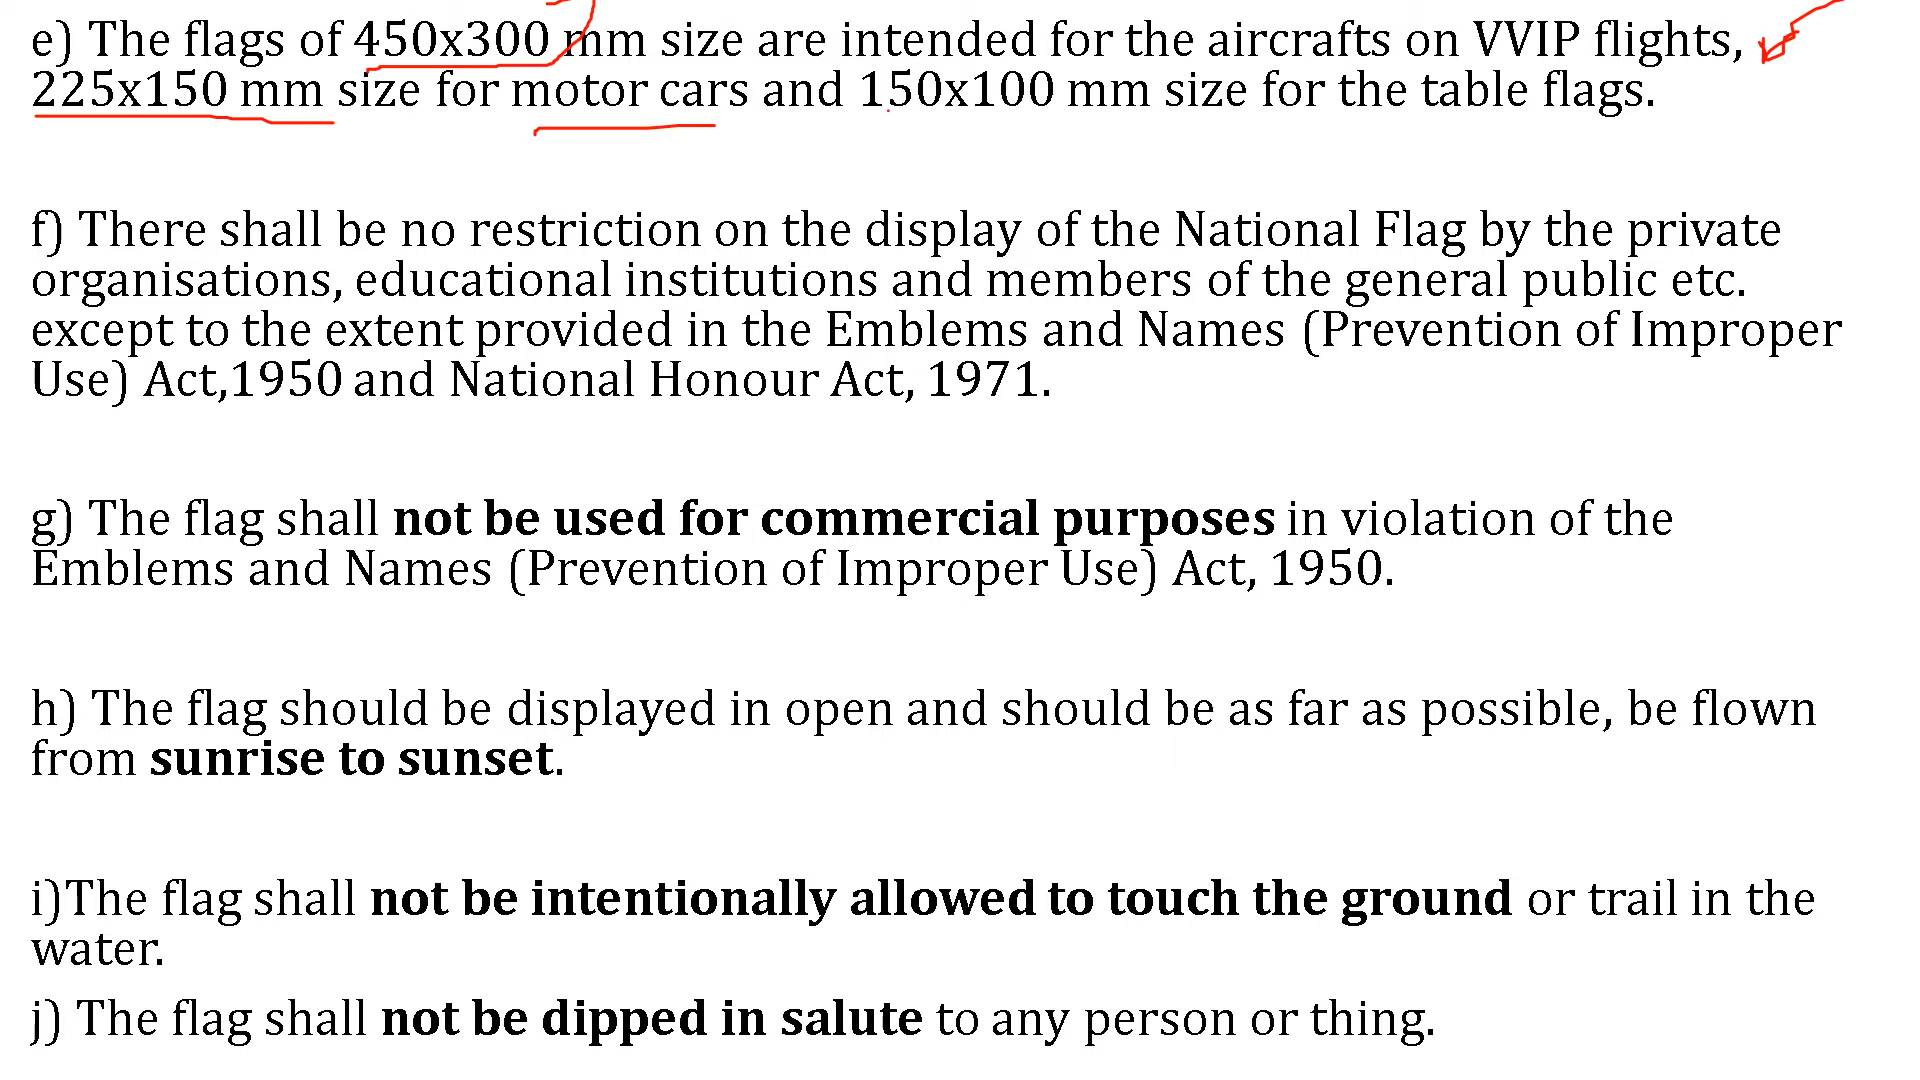 e) The flags of 450x300 mm size are intended for the aircrafts on VVIP flights,
225x150 mm size for motor cars and 150x100 mm size for the table flags.
f) There shall be no restriction on the display of the National Flag by the private
organisations, educational institutions and members of the general public etc.
except to the extent provided in the Emblems and Names (Prevention of Improper
Use) Act,1950 and National Honour Act, 1971.
g) The flag shall not be used for commercial purposes in violation of the
Emblems and Names (Prevention of Improper Use) Act, 1950.
h) The flag should be displayed in open and should be as far as possible, be flown
from sunrise to sunset.
i)The flag shall not be intentionally allowed to touch the ground or trail in the
water.
j) The flag shall not be dipped in salute to any person or thing.